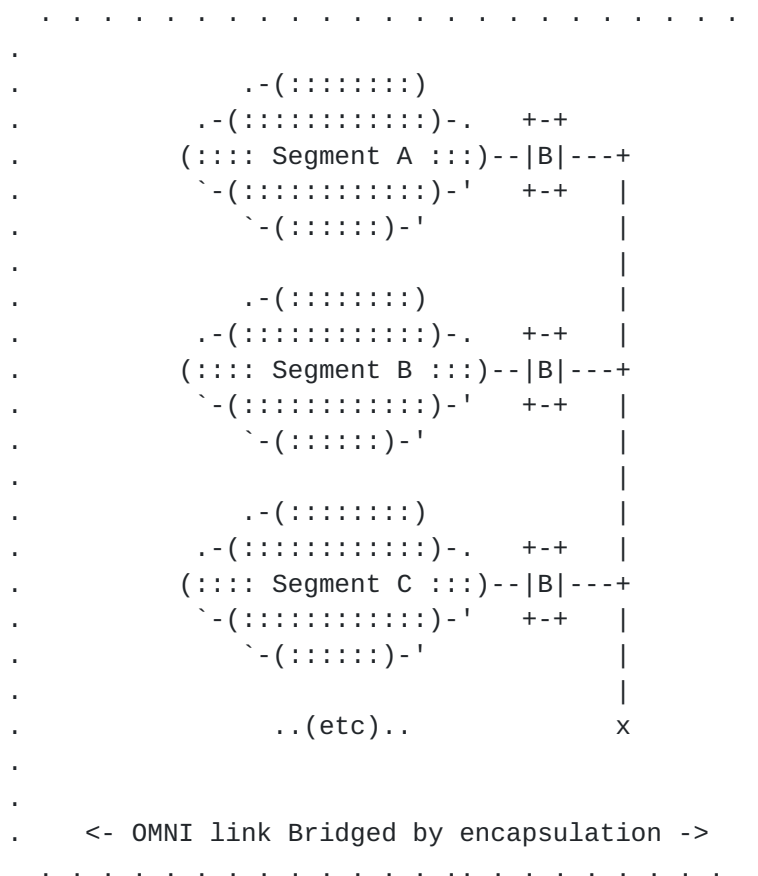 . . . . . . . . . . . . . . . . . . . . . . .
.
.              .-(::::::::)
.           .-(::::::::::::)-.   +-+
.          (:::: Segment A :::)--|B|---+
.           `-(::::::::::::)-'   +-+   |
.              `-(::::::)-'            |
.                                      |
.              .-(::::::::)            |
.           .-(::::::::::::)-.   +-+   |
.          (:::: Segment B :::)--|B|---+
.           `-(::::::::::::)-'   +-+   |
.              `-(::::::)-'            |
.                                      |
.              .-(::::::::)            |
.           .-(::::::::::::)-.   +-+   |
.          (:::: Segment C :::)--|B|---+
.           `-(::::::::::::)-'   +-+   |
.              `-(::::::)-'            |
.                                      |
.                ..(etc)..             x
.
.
.    <- OMNI link Bridged by encapsulation ->
  . . . . . . . . . . . . . .. . . . . . . . .